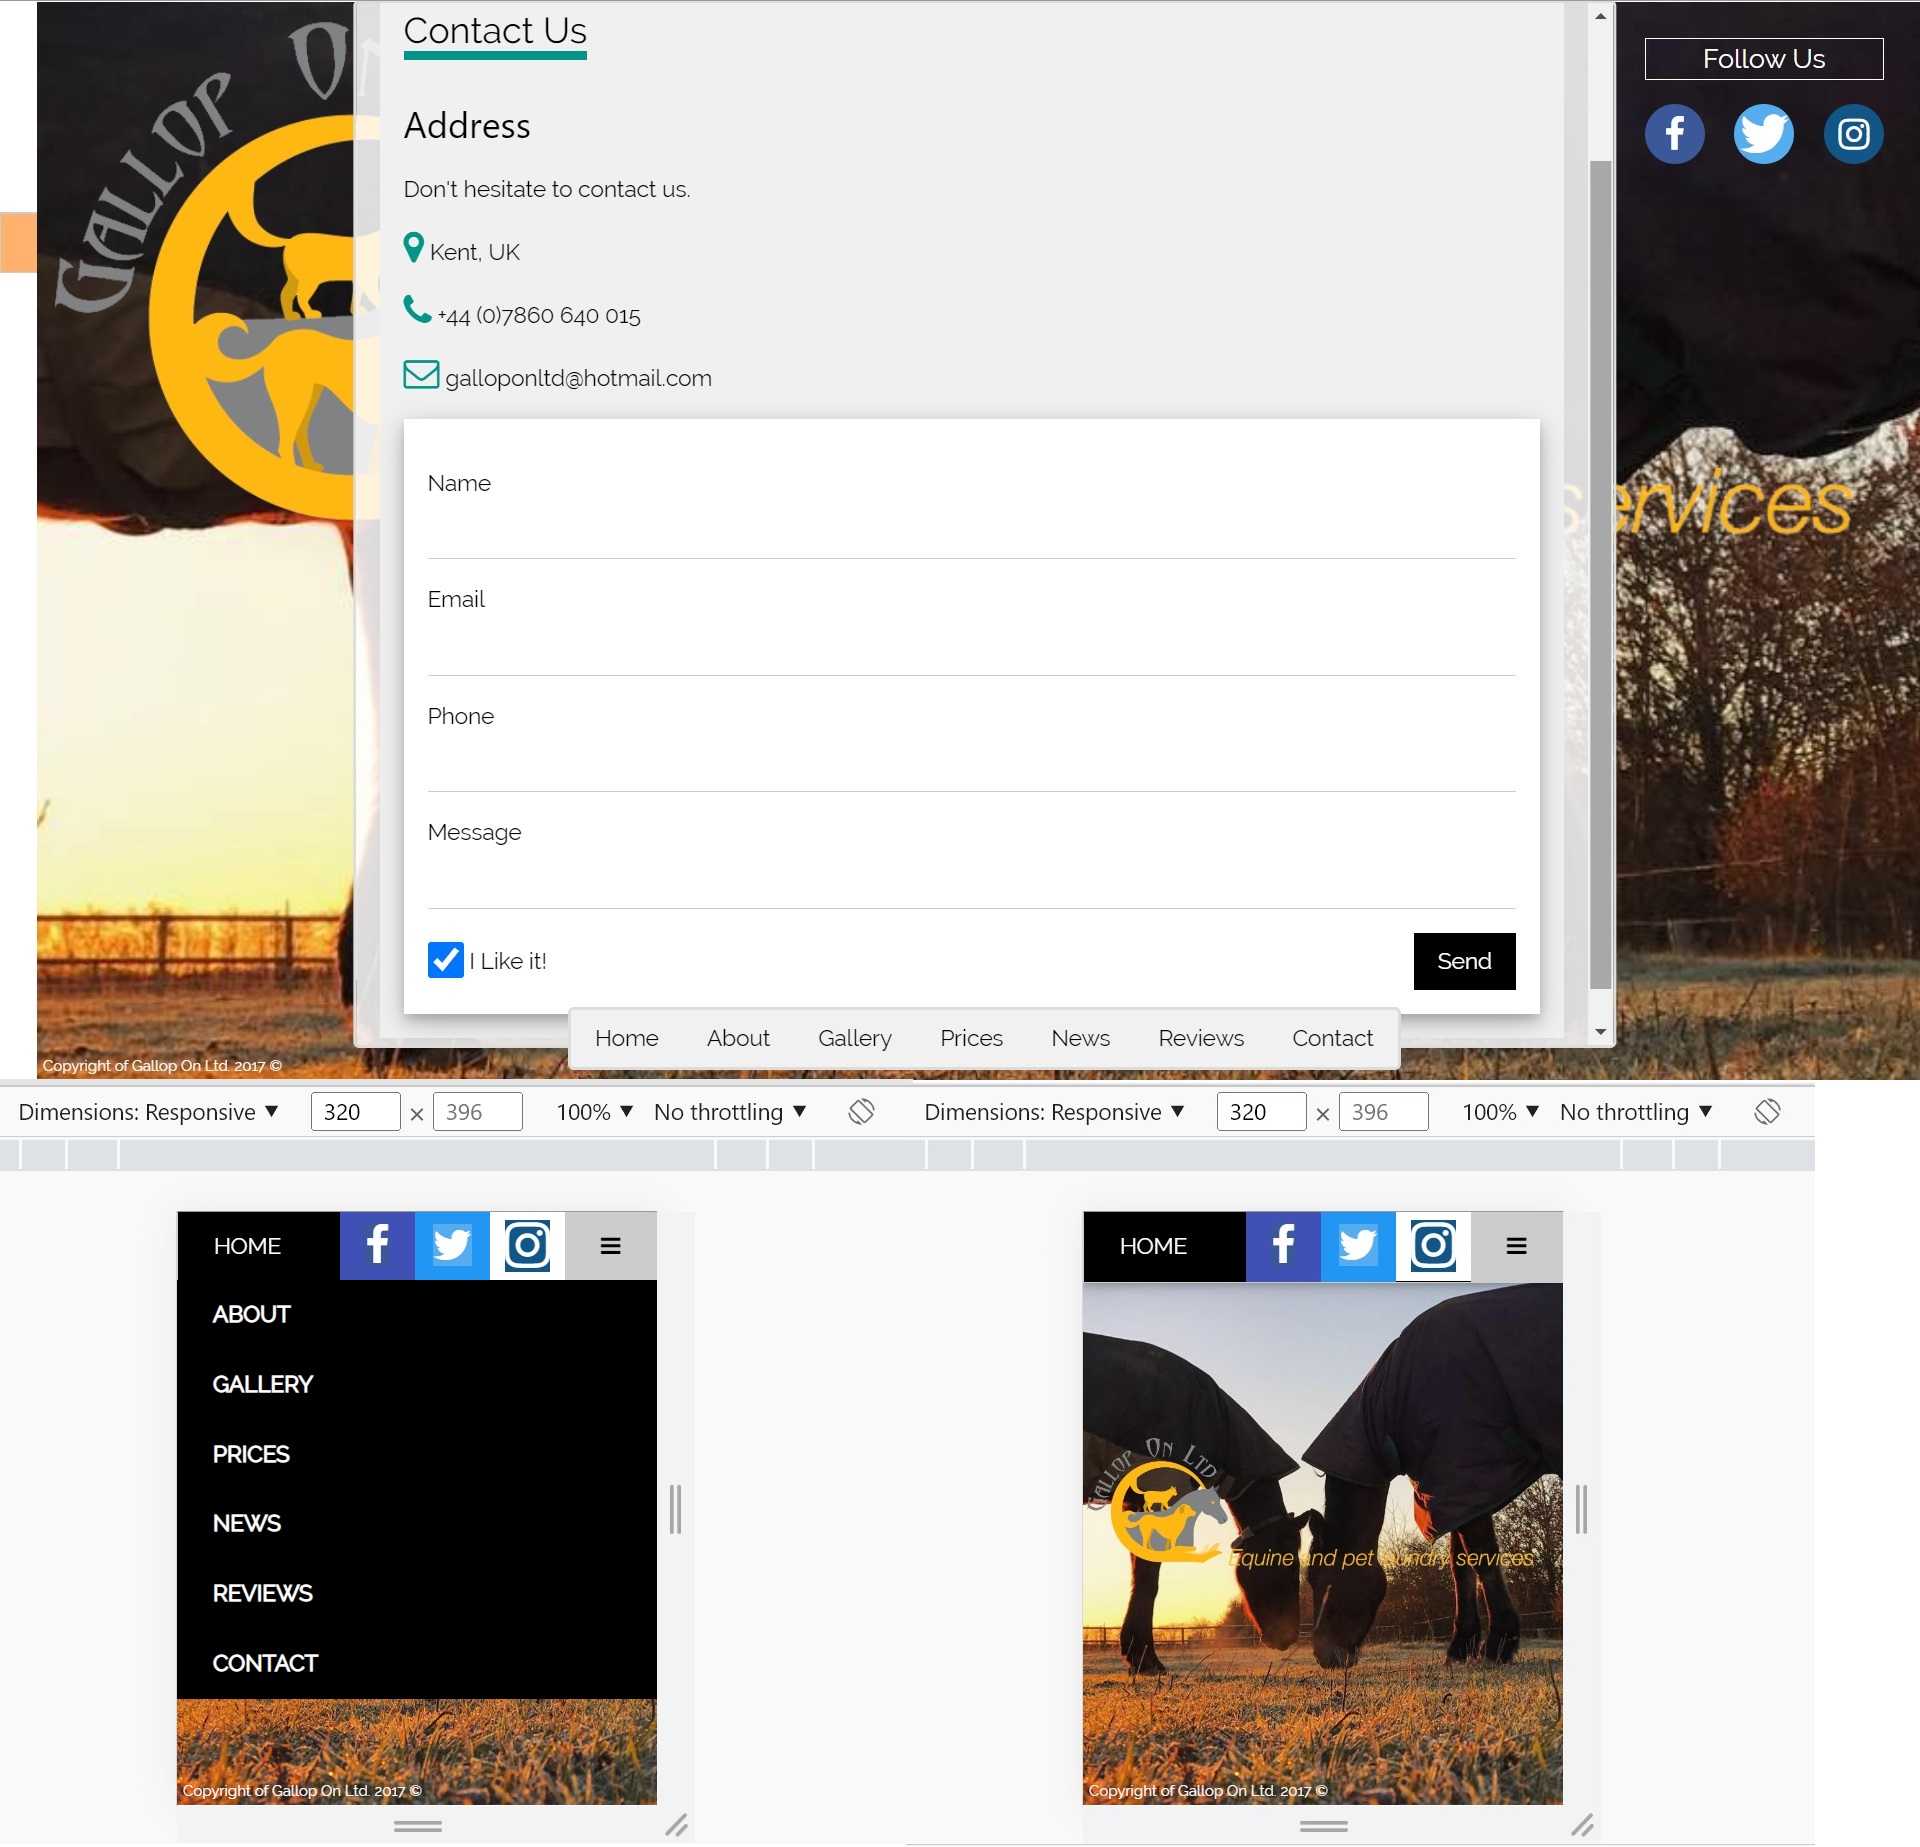 Contact Us
Follow Us
GALLOP ON
Address
Don't hesitate to contact us.
Kent, UK
+44 (0)7860 640 015
galloponltd@hotmail.com
Name
ervices
Email
Phone
Message
I Like it!
Send
Home About Gallery Prices News Reviews Contact
Copyright of Gallop On Ltd. 2017 ©
Dimensions: Responsive ▼ 320 × 396 100% ▼ No throttling ▼
Dimensions: Responsive ▼ 320 × 396 100% ▼ No throttling ▼
HOME
ABOUT
GALLERY
PRICES
NEWS
REVIEWS
CONTACT
Copyright of Gallop On Ltd. 2017 ©
HOME
GALLOP ON LTD
Equine and pet laundry services
Copyright of Gallop On Ltd. 2017 ©